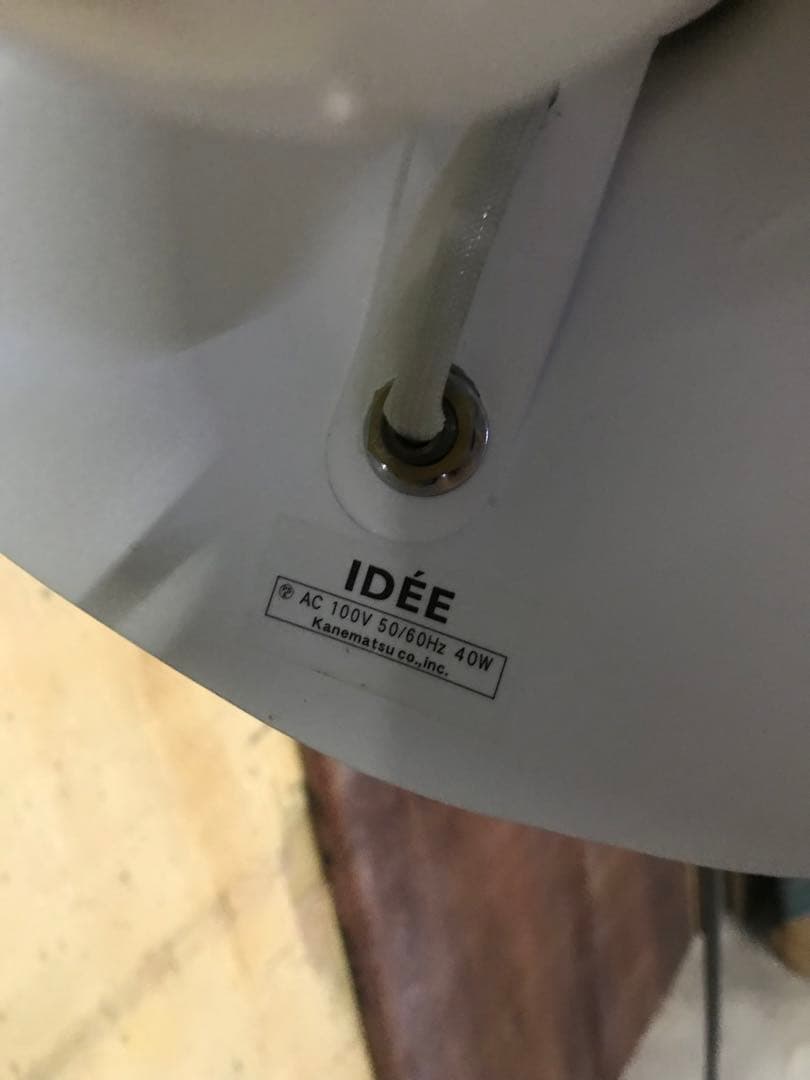 IDÉE
AC 100V 50/60Hz 40W
Kanematsu co.,inc.